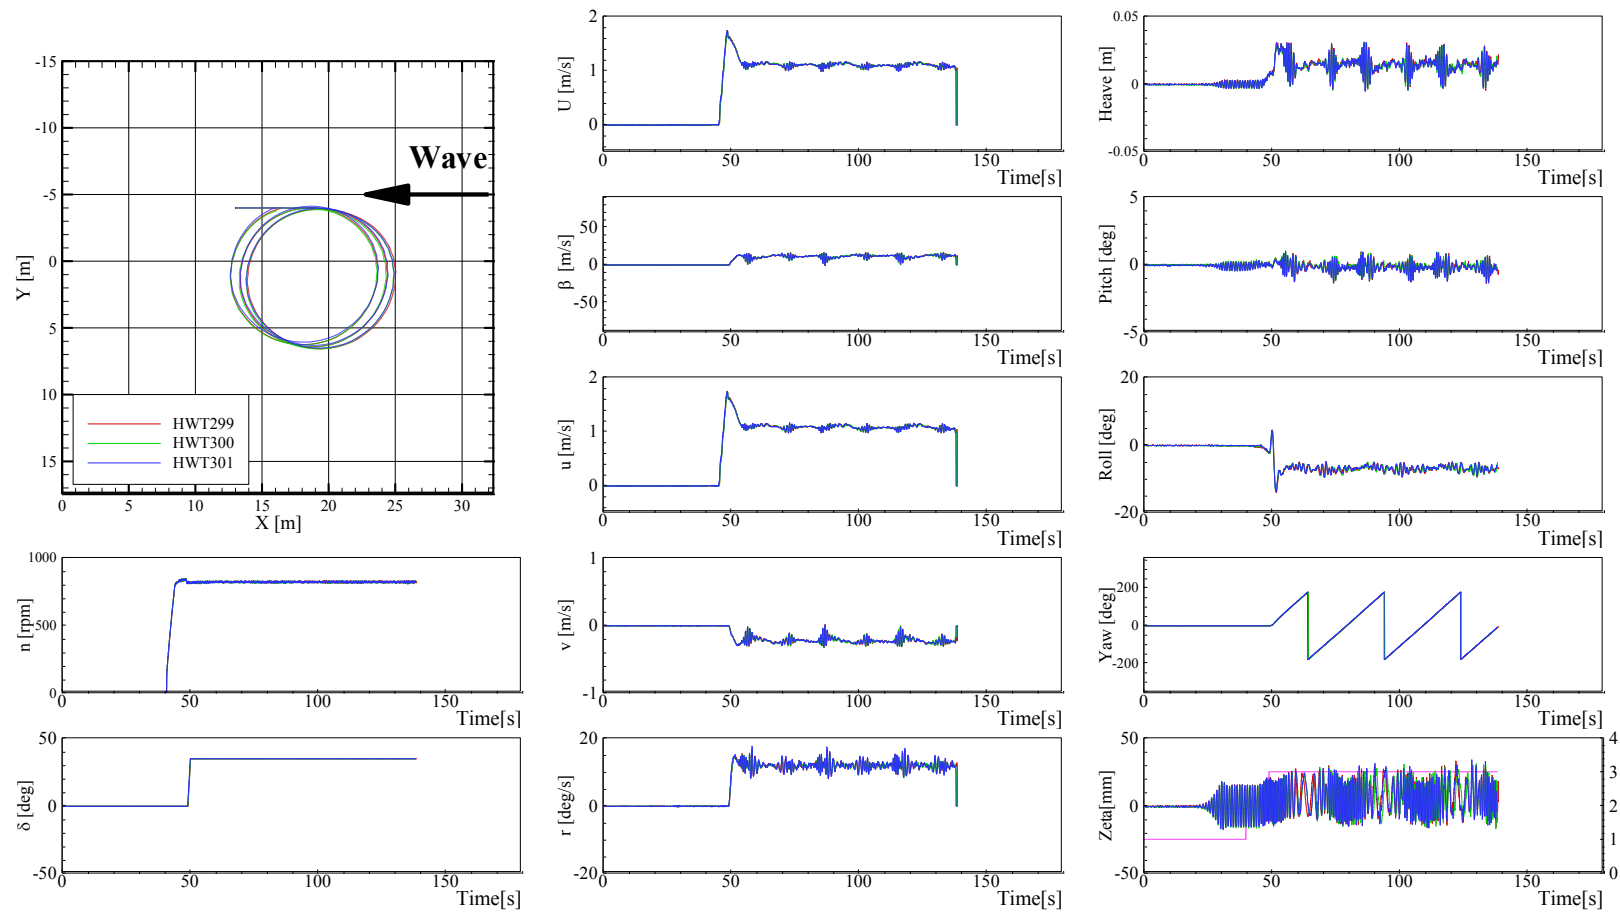 -15
-10
-5
0
5
10
15
Y [m]
Wave
HWT299
HWT300
HWT301
0 5 10 15 20 25 30
X [m]
1000
500
0
n [rpm]
0 50 100 150
Time[s]
50
0
-50
δ [deg]
0 50 100 150
Time[s]
2
1
0
U [m/s]
0 50 100 150
Time[s]
50
0
-50
β [m/s]
0 50 100 150
Time[s]
2
1
0
u [m/s]
0 50 100 150
Time[s]
1
0
-1
v [m/s]
0 50 100 150
Time[s]
20
0
-20
r [deg/s]
0 50 100 150
Time[s]
0.05
0
-0.05
Heave [m]
0 50 100 150
Time[s]
5
0
-5
Pitch [deg]
0 50 100 150
Time[s]
20
0
-20
Roll [deg]
0 50 100 150
Time[s]
200
0
-200
Yaw [deg]
0 50 100 150
Time[s]
50
0
-50
Zeta[mm]
4
3
2
1
0
0 50 100 150
Time[s]